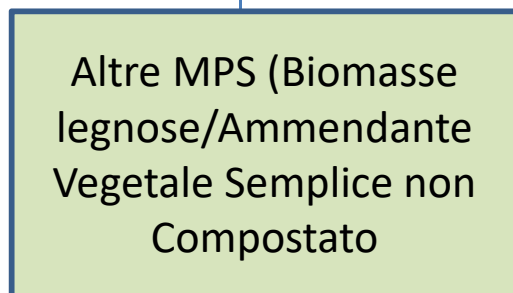 Altre MPS (Biomasse
legnose/Ammendante
Vegetale Semplice non
Compostato